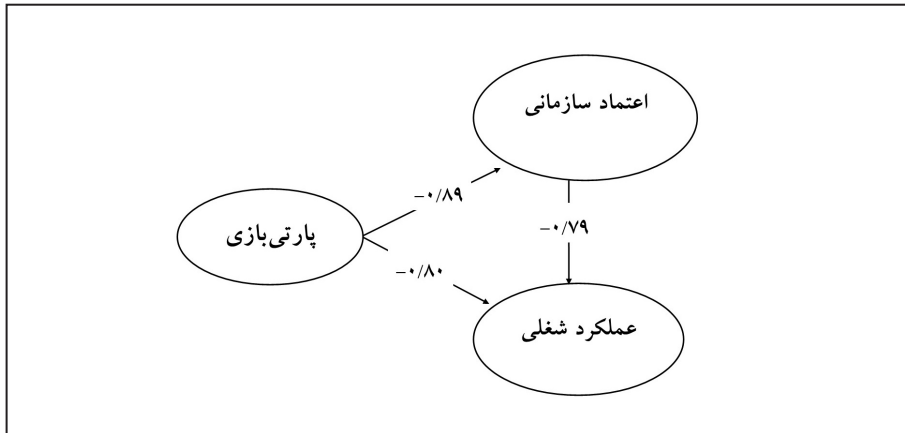 اعتماد سازمانی
−۰/۸۹
پارتی‌بازی
−۰/۷۹
−۰/۸۰
عملکرد شغلی